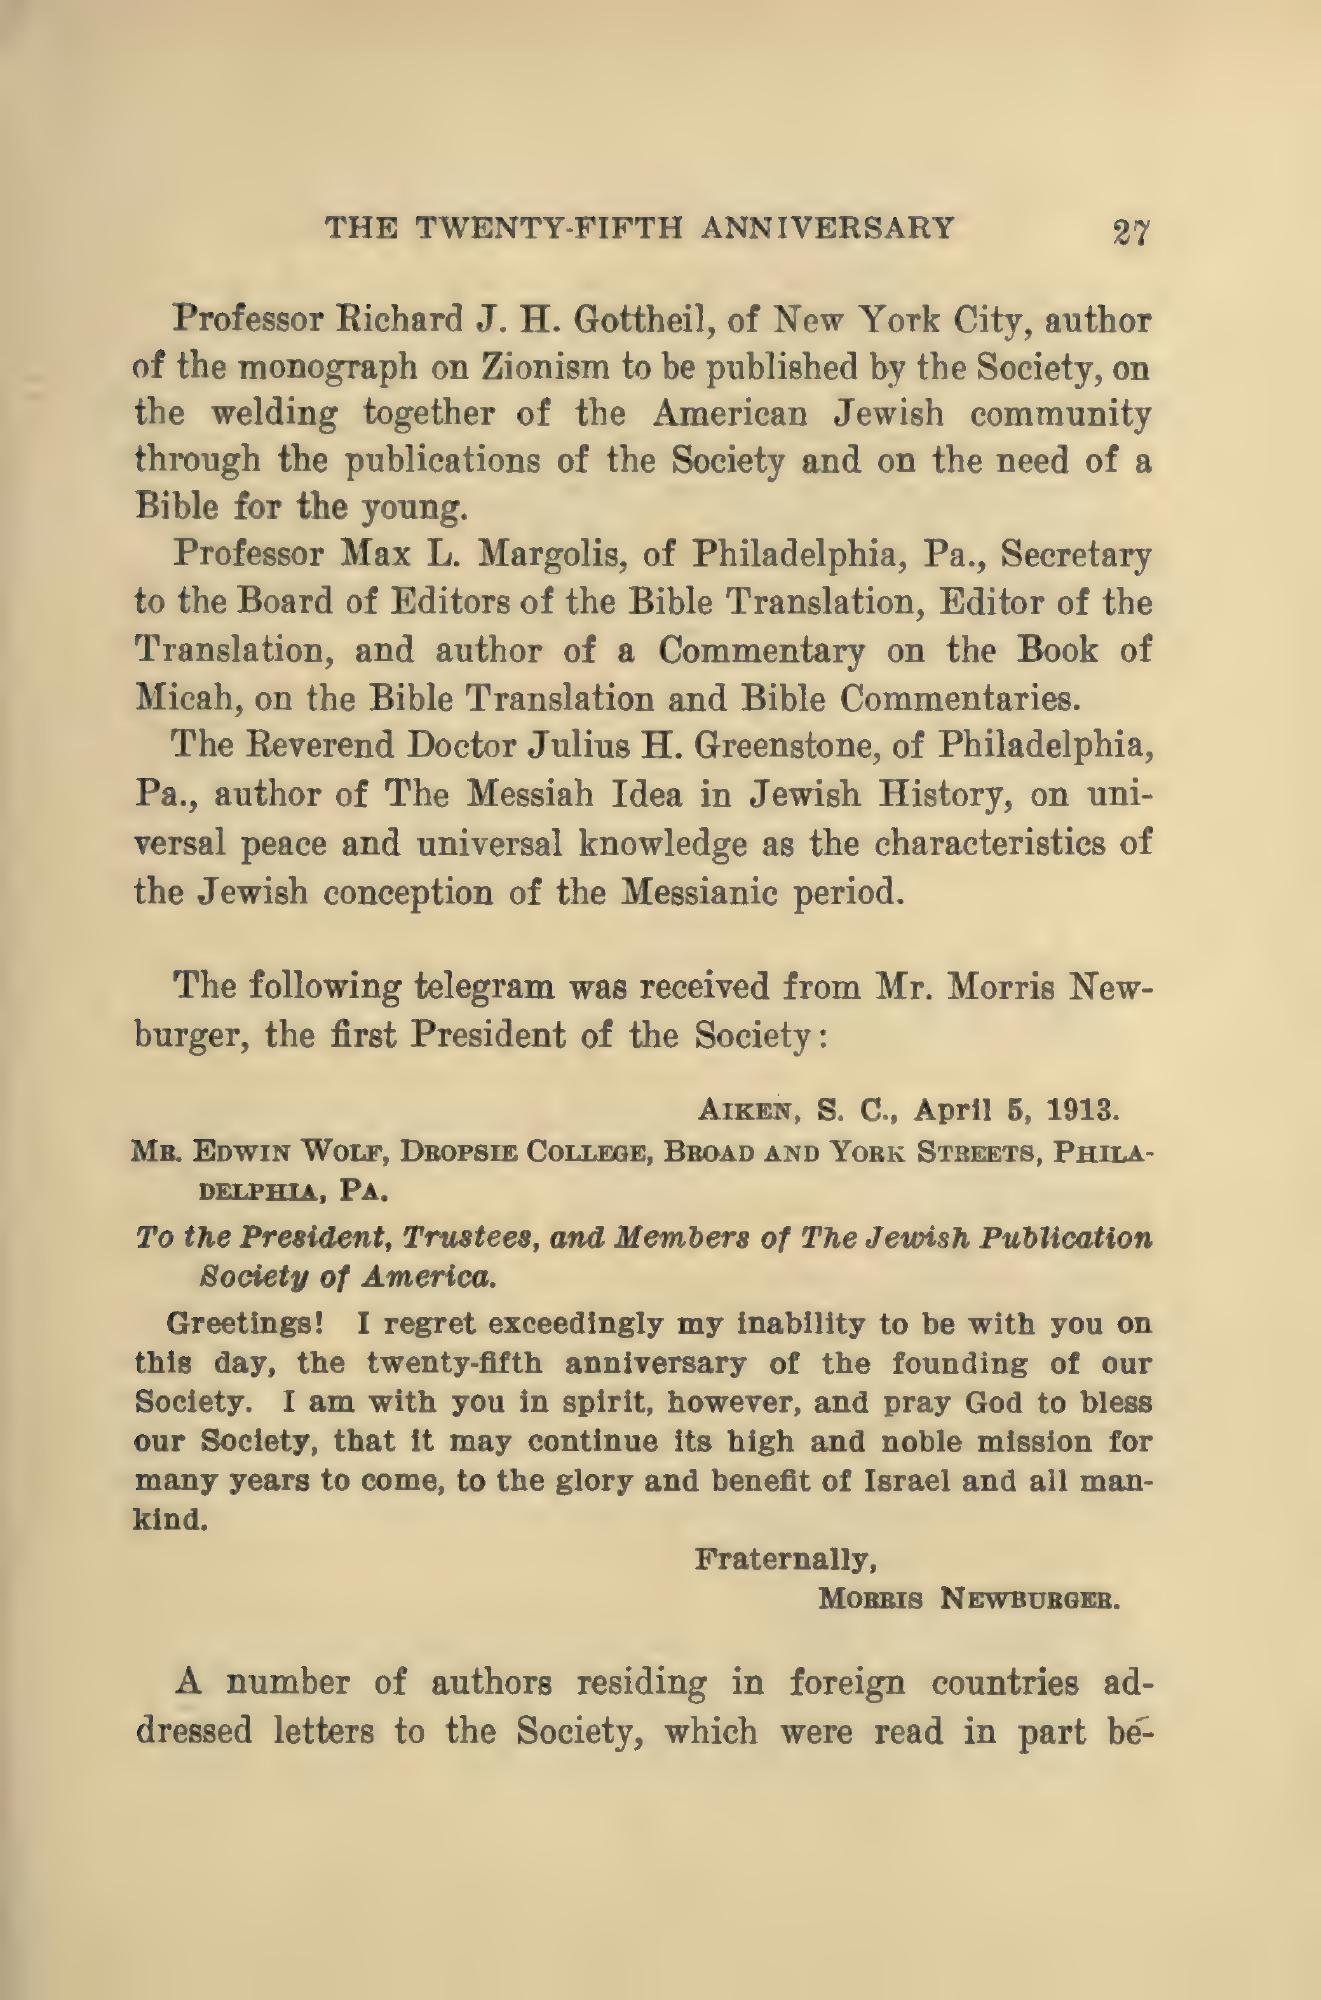 THE TWENTY-FIFTH ANNIVERSARY 27
Professor Richard J. H. Gottheil, of New York City, author
of the monograph on Zionism to be published by the Society, on
the welding together of the American Jewish community
through the publications of the Society and on the need of a
Bible for the young.
Professor Max L. Margolis, of Philadelphia, Pa., Secretary
to the Board of Editors of the Bible Translation, Editor of the
Translation, and author of a Commentary on the Book of
Micah, on the Bible Translation and Bible Commentaries.
The Reverend Doctor Julius H. Greenstone, of Philadelphia,
Pa., author of The Messiah Idea in Jewish History, on uni-
versal peace and universal knowledge as the characteristics of
the Jewish conception of the Messianic period.
The following telegram was received from Mr. Morris New-
burger, the first President of the Society:
AIKEN, S. C., April 5, 1913.
MR. EDWIN WOLF, DROPSIE COLLEGE, BROAD AND YORK STREETS, PHILA-
DELPHIA, PA.
To the President, Trustees, and Members of The Jewish Publication
Society of America.
Greetings! I regret exceedingly my inability to be with you on
this day, the twenty-fifth anniversary of the founding of our
Society. I am with you in spirit, however, and pray God to bless
our Society, that it may continue its high and noble mission for
many years to come, to the glory and benefit of Israel and all man-
kind.
Fraternally,
MORRIS NEWBURGER.
A number of authors residing in foreign countries ad-
dressed letters to the Society, which were read in part be-